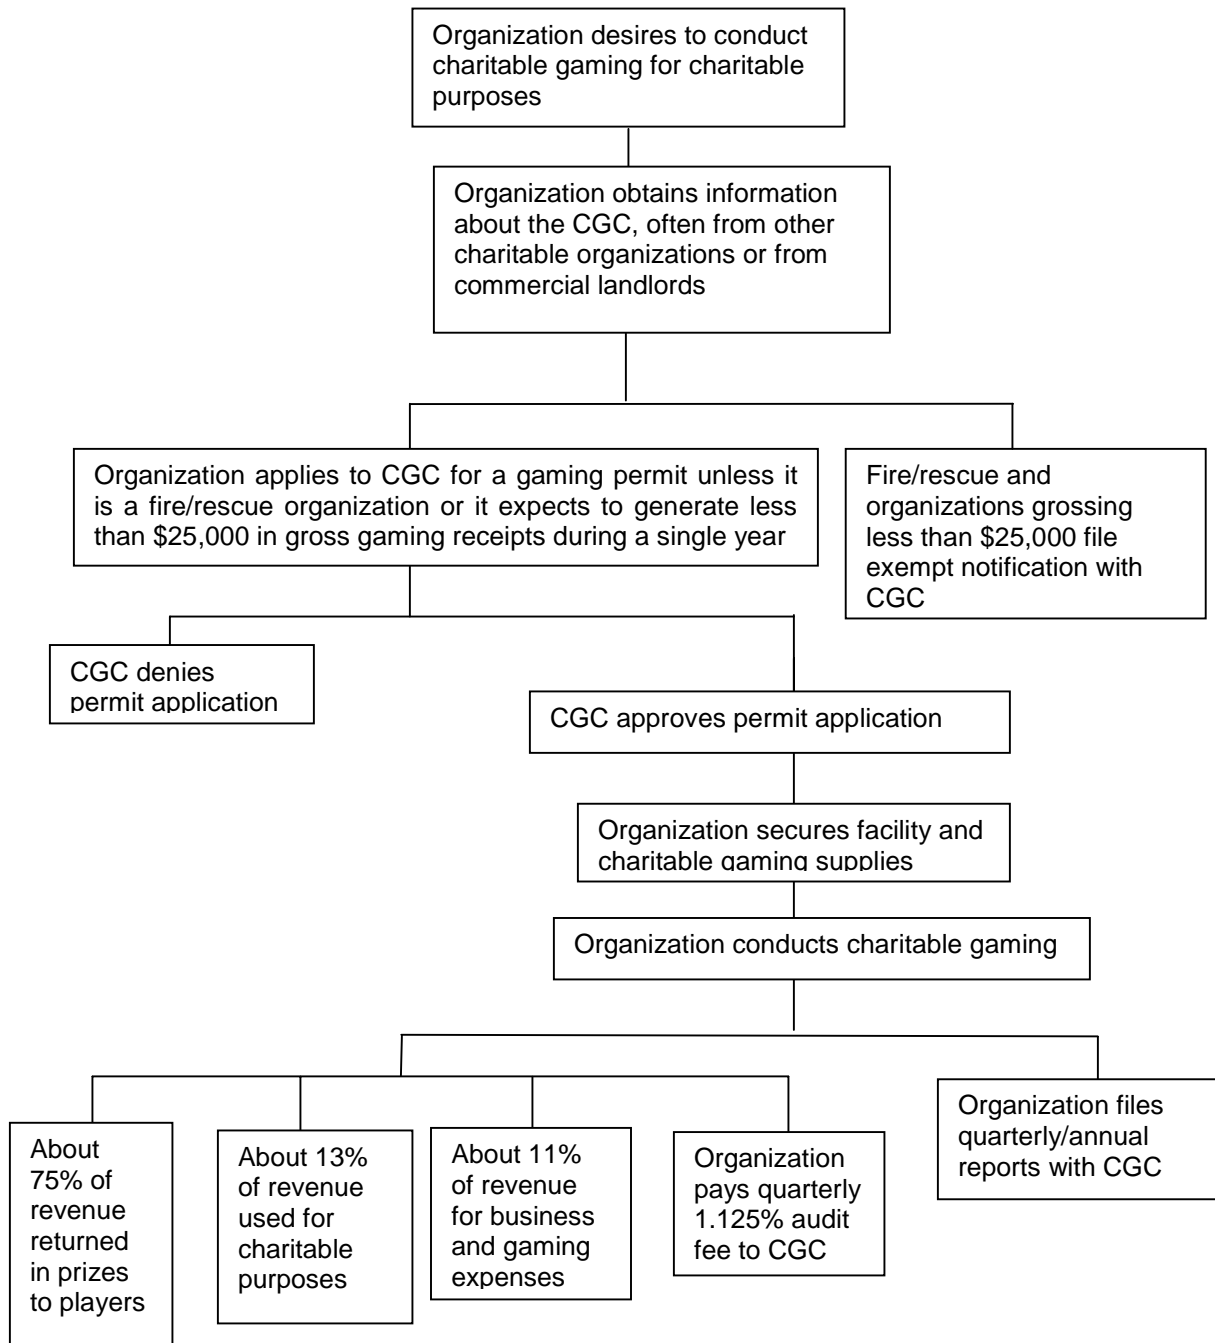 Organization desires to conduct
charitable gaming for charitable
purposes
Organization obtains information
about the CGC, often from other
charitable organizations or from
commercial landlords
Organization applies to CGC for a gaming permit unless it
is a fire/rescue organization or it expects to generate less
than $25,000 in gross gaming receipts during a single year
Fire/rescue and
organizations grossing
less than $25,000 file
exempt notification with
CGC
CGC denies
permit application
CGC approves permit application
Organization secures facility and
charitable gaming supplies
Organization conducts charitable gaming
About
75% of
revenue
returned
in prizes
to players
About 13%
of revenue
used for
charitable
purposes
About 11%
of revenue
for business
and gaming
expenses
Organization
pays quarterly
1.125% audit
fee to CGC
Organization files
quarterly/annual
reports with CGC